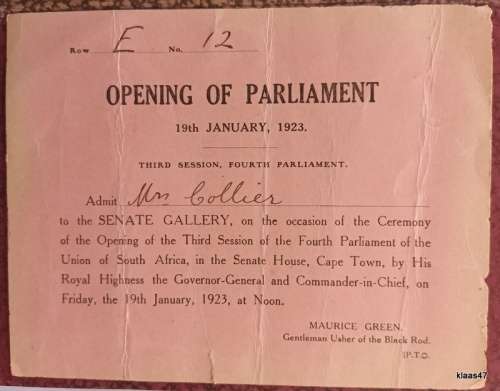 Row E No. 12
OPENING OF PARLIAMENT
19th JANUARY, 1923.
THIRD SESSION, FOURTH PARLIAMENT.
Admit Mrs Collier
to the SENATE GALLERY, on the occasion of the Ceremony
of the Opening of the Third Session of the Fourth Parliament of the
Union of South Africa, in the Senate House, Cape Town, by His
Royal Highness the Governor-General and Commander-in-Chief, on
Friday, the 19th January, 1923, at Noon.
MAURICE GREEN.
Gentleman Usher of the Black Rod.
[P.T.O.
klaas47